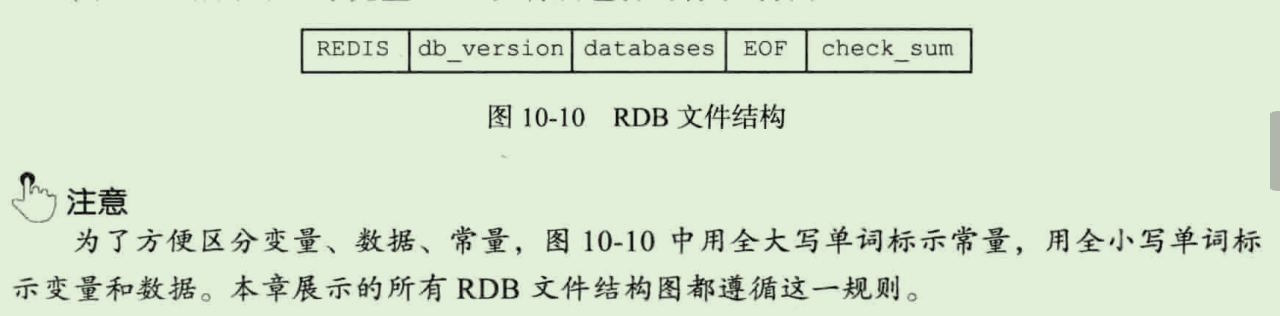 REDIS db_version databases EOF check_sum
图 10-10 RDB 文件结构
注意
为了方便区分变量、数据、常量，图 10-10 中用全大写单词标示常量，用全小写单词标
示变量和数据。本章展示的所有 RDB 文件结构图都遵循这一规则。